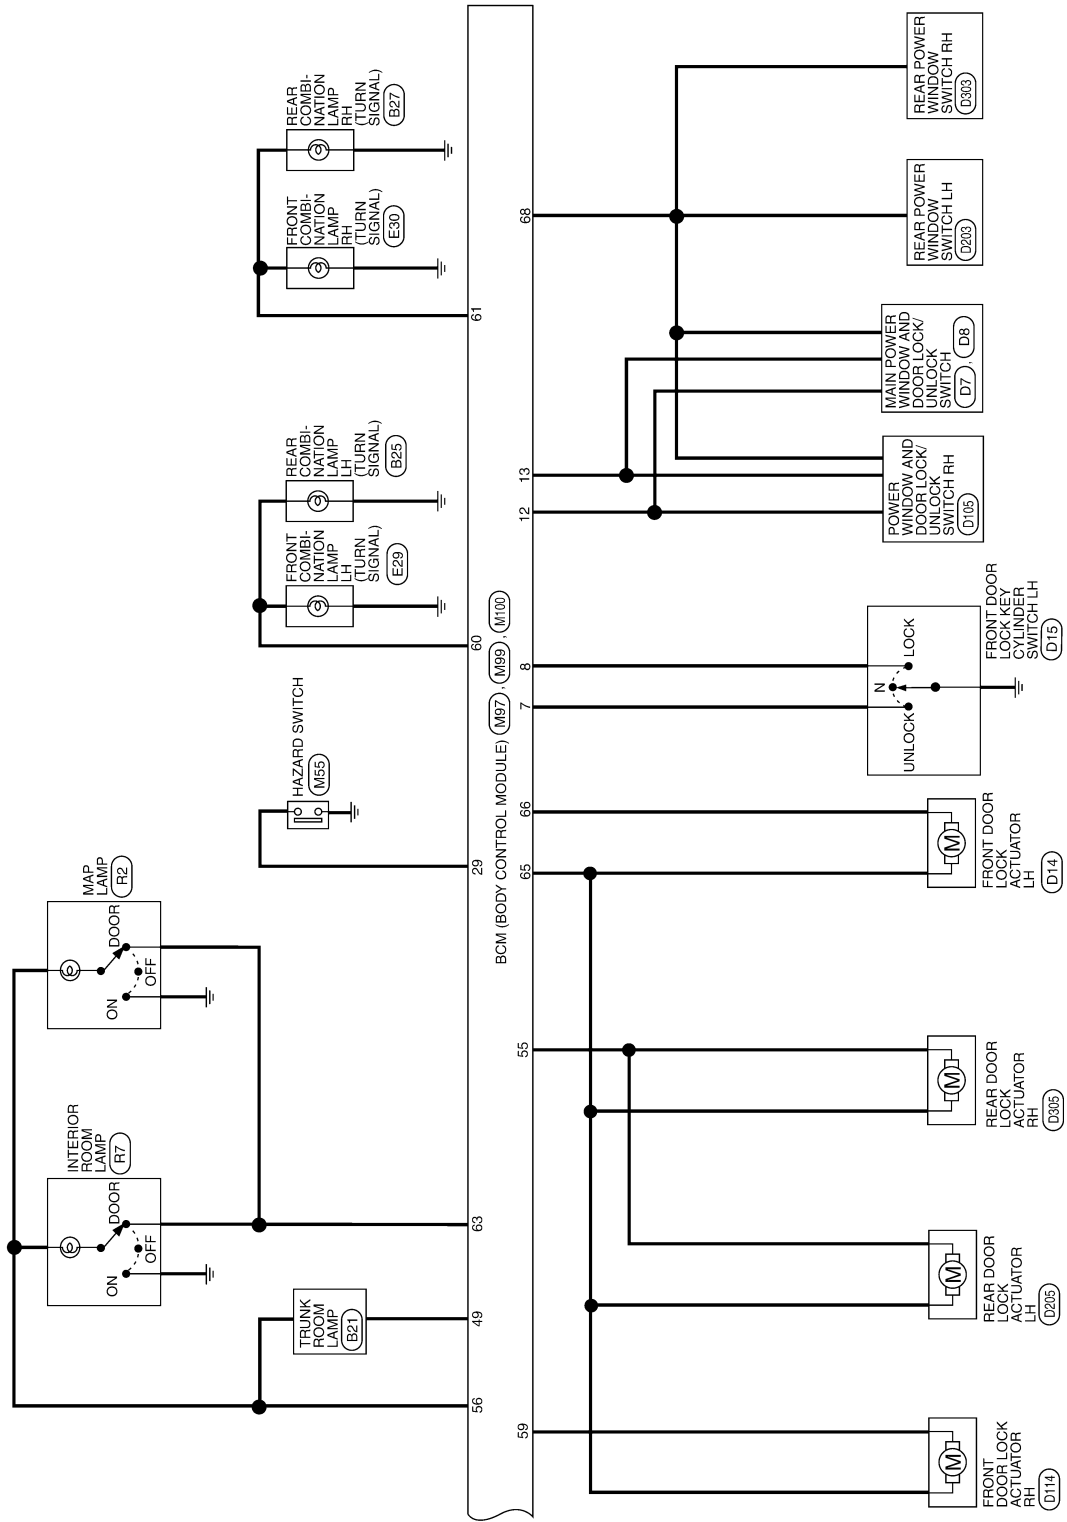 INTERIOR
ROOM
LAMP
R7
ON
OFF
DOOR
MAP
LAMP
R2
ON
OFF
DOOR
TRUNK
ROOM
LAMP
B21
HAZARD SWITCH
M55
FRONT
COMBI-
NATION
LAMP
LH
(TURN
SIGNAL)
E29
REAR
COMBI-
NATION
LAMP
LH
(TURN
SIGNAL)
B25
FRONT
COMBI-
NATION
LAMP
RH
(TURN
SIGNAL)
E30
REAR
COMBI-
NATION
LAMP
RH
(TURN
SIGNAL)
B27
56
49
63
29
60
61
BCM (BODY CONTROL MODULE) M97 , M99 , M100
59
55
65
66
7
8
12
13
68
M
FRONT
DOOR LOCK
ACTUATOR
RH
D114
M
REAR DOOR
LOCK
ACTUATOR
LH
D205
M
REAR DOOR
LOCK
ACTUATOR
RH
D305
M
FRONT DOOR
LOCK
ACTUATOR
LH
D14
UNLOCK
N
LOCK
FRONT DOOR
LOCK KEY
CYLINDER
SWITCH LH
D15
POWER
WINDOW AND
DOOR LOCK/
UNLOCK
SWITCH RH
D105
MAIN POWER
WINDOW AND
DOOR LOCK/
UNLOCK
SWITCH
D7 , D8
REAR POWER
WINDOW
SWITCH LH
D203
REAR POWER
WINDOW
SWITCH RH
D303